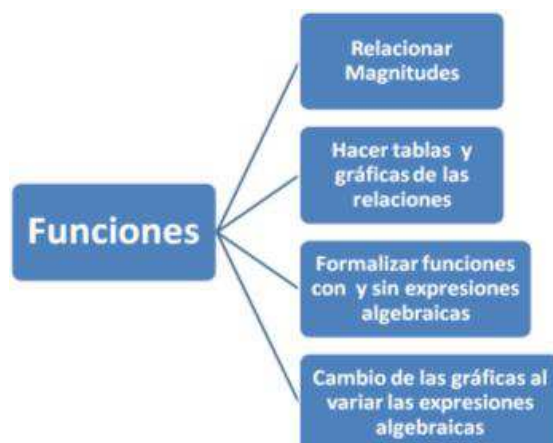 Funciones
Relacionar
Magnitudes
Hacer tablas y
gráficas de las
relaciones
Formalizar funciones
con y sin expresiones
algebraicas
Cambio de las gráficas al
variar las expresiones
algebraicas